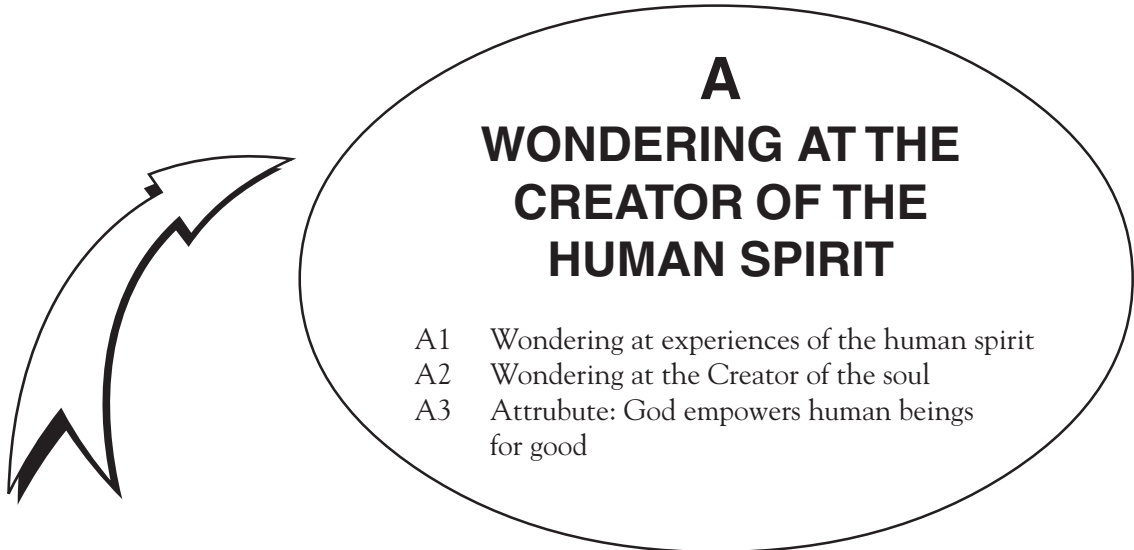 A
WONDERING AT THE
CREATOR OF THE
HUMAN SPIRIT
A1 Wondering at experiences of the human spirit
A2 Wondering at the Creator of the soul
A3 Attrubute: God empowers human beings
for good